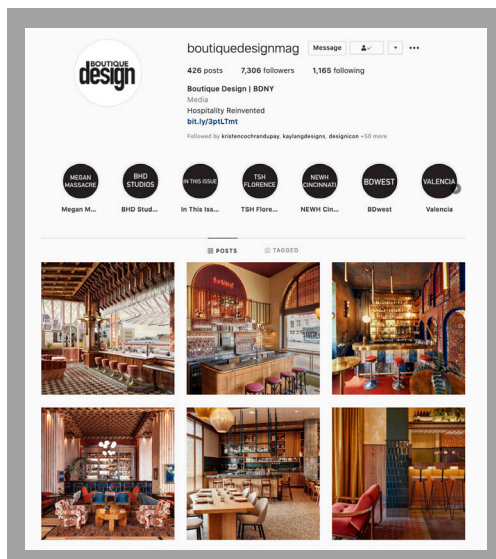 boutiquedesignmag Message
426 posts 7,306 followers 1,165 following
BOUTIQUE
design
Boutique Design | BDNY
Media
Hospitality Reinvented
bit.ly/3ptLTmt
Followed by kristencochrandupay, kaylangdesigns, designicon +50 more
MEGAN
MASSACRE
BHD
STUDIOS
IN THIS ISSUE
TSH
FLORENCE
NEWH
CINCINNATI
BDWEST
VALENCIA
Megan M... BHD Stud... In This Iss... TSH Flore... NEWH Cin... BDwest Valencia
POSTS TAGGED